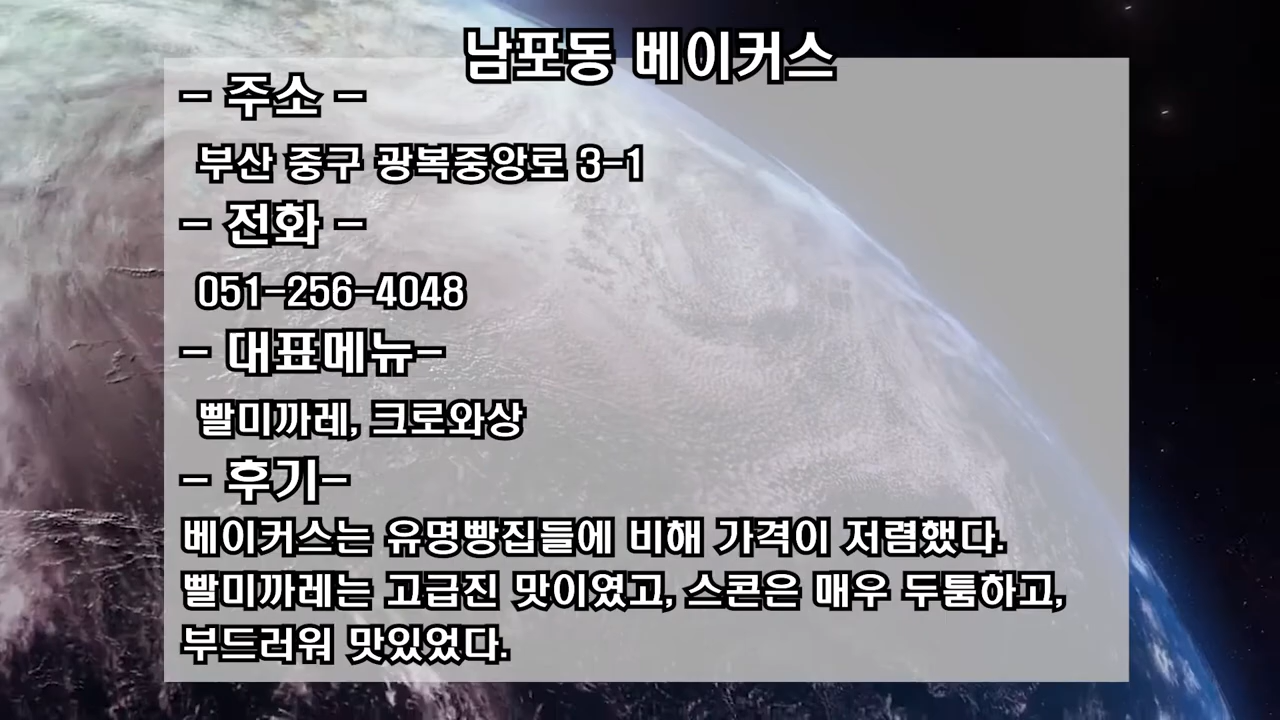 남포동 베이커스
- 주소 -
부산 중구 광복중앙로 3-1
- 전화 -
051-256-4048
- 대표메뉴-
빨미까레, 크로와상
- 후기-
베이커스는 유명빵집들에 비해 가격이 저렴했다.
빨미까레는 고급진 맛이였고, 스콘은 매우 두툼하고,
부드러워 맛있었다.